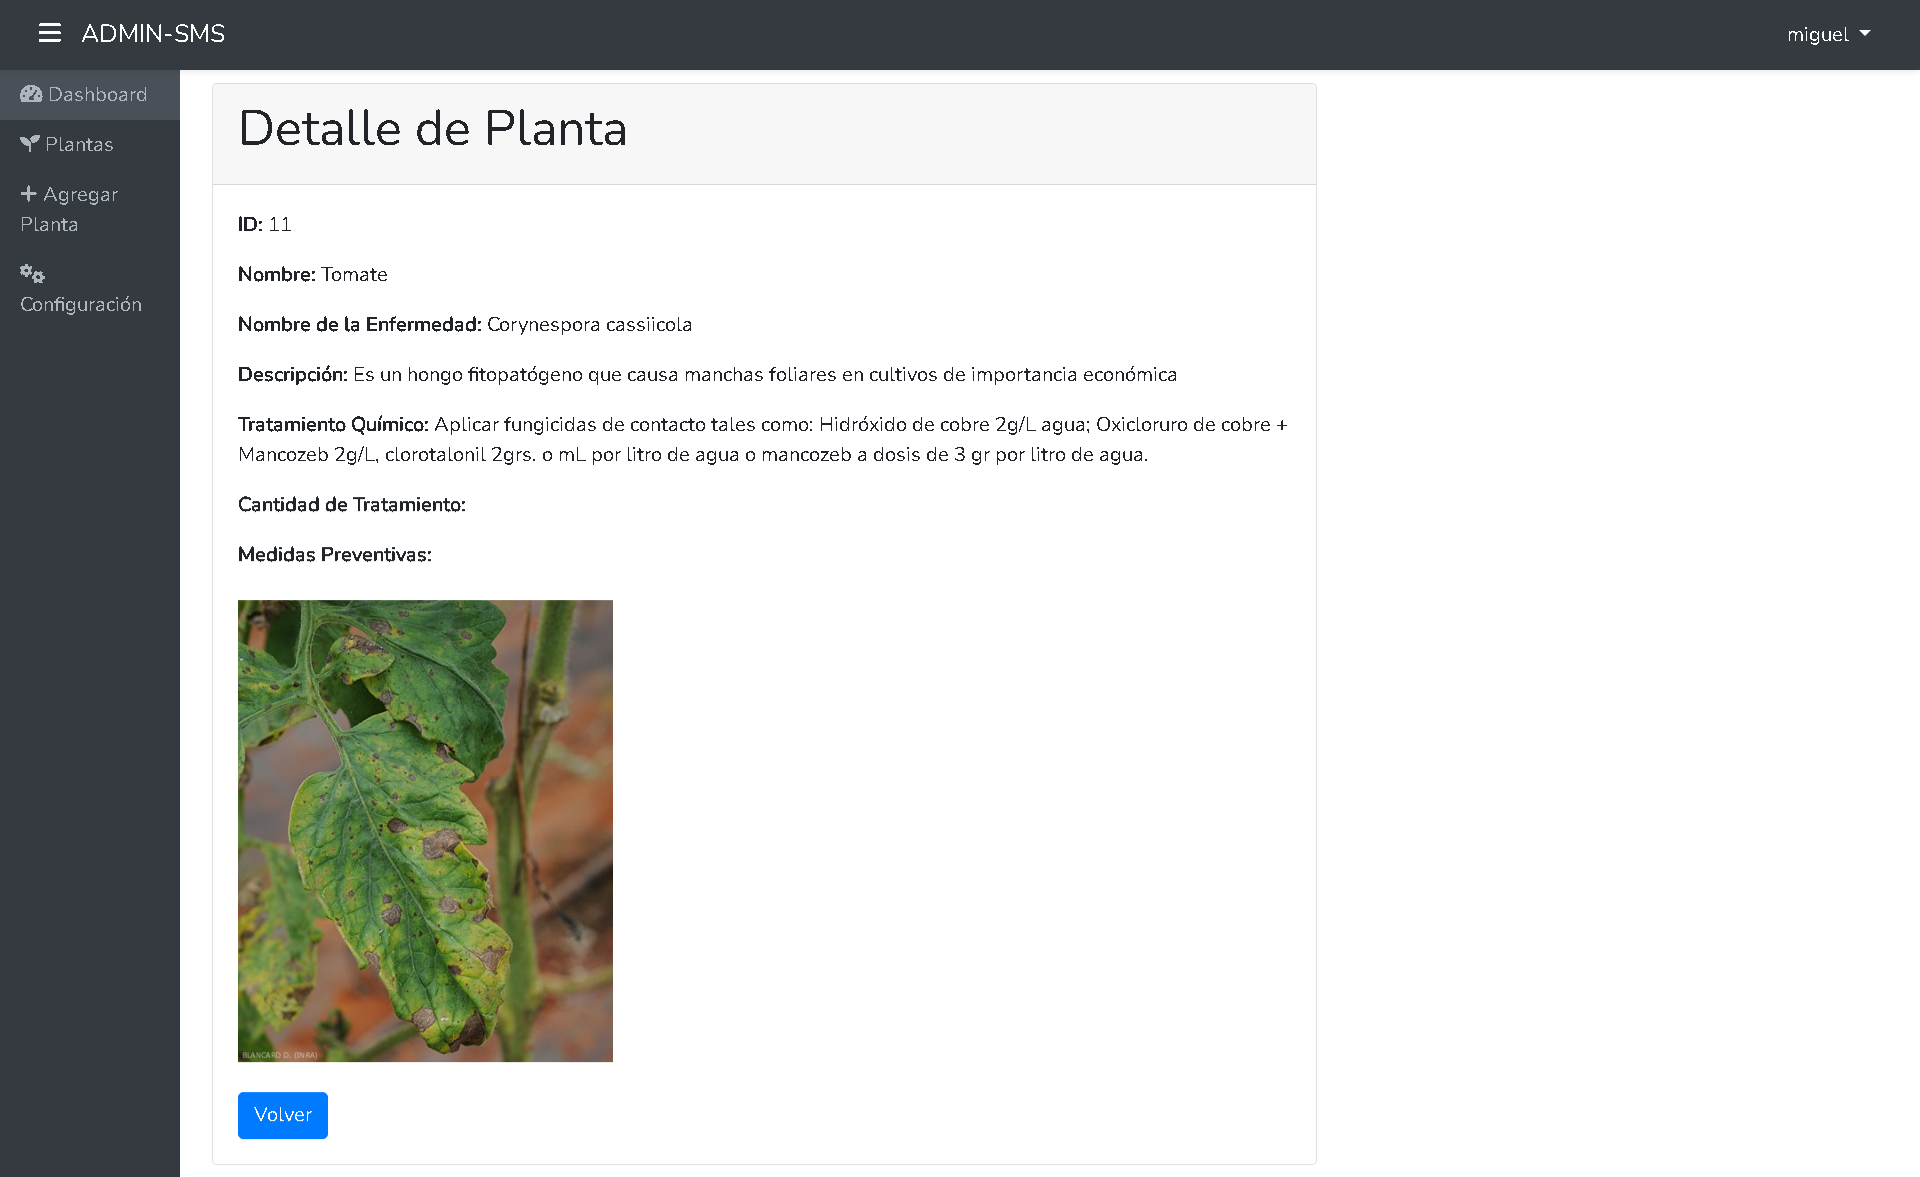 ADMIN-SMS
miguel
Dashboard
Plantas
Agregar
Planta
Configuración
Detalle de Planta
ID: 11
Nombre: Tomate
Nombre de la Enfermedad: Corynespora cassiicola
Descripción: Es un hongo fitopatógeno que causa manchas foliares en cultivos de importancia económica
Tratamiento Químico: Aplicar fungicidas de contacto tales como: Hidróxido de cobre 2g/L agua; Oxicloruro de cobre +
Mancozeb 2g/L, clorotalonil 2grs. o mL por litro de agua o mancozeb a dosis de 3 gr por litro de agua.
Cantidad de Tratamiento:
Medidas Preventivas:
BLANCARD D. (INRA)
Volver